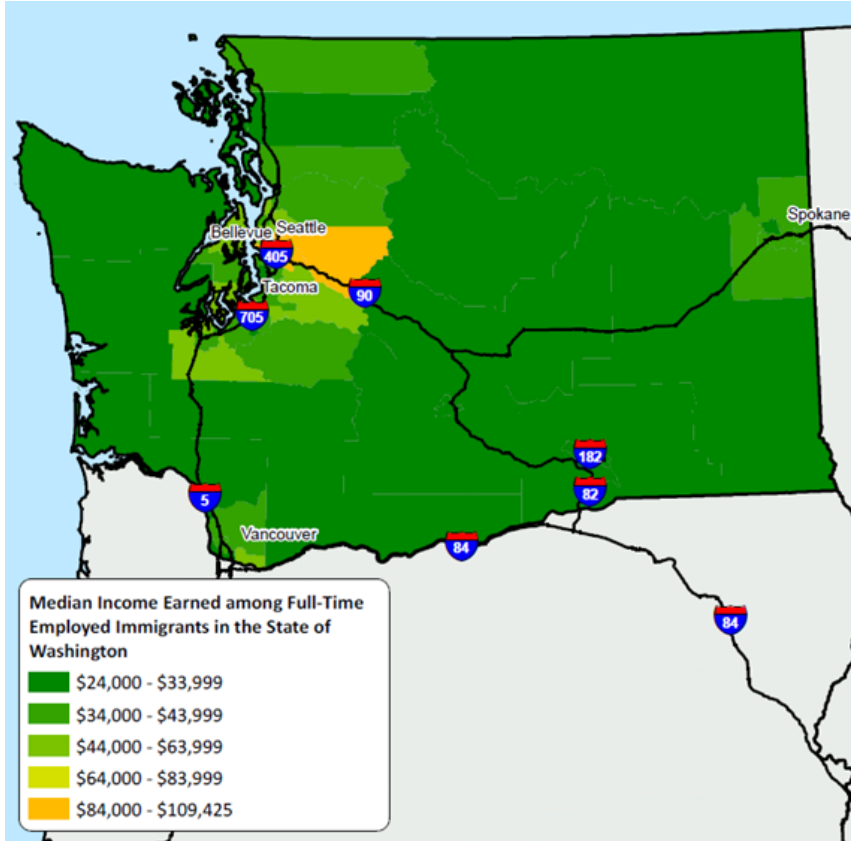 Spokane
Bellevue Seattle
405
Tacoma
90
705
182
82
5
Vancouver
84
84
Median Income Earned among Full-Time
Employed Immigrants in the State of
Washington
$24,000 - $33,999
$34,000 - $43,999
$44,000 - $63,999
$64,000 - $83,999
$84,000 - $109,425